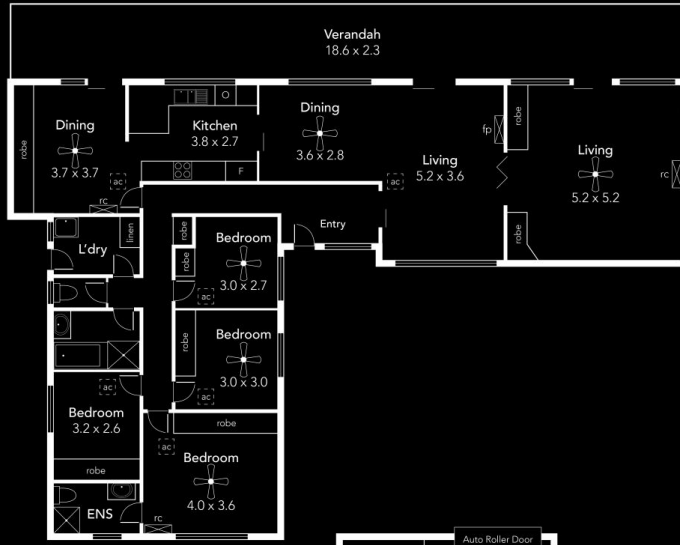 Verandah
18.6 x 2.3
robe
Dining
3.7 x 3.7
ac
rc
Kitchen
3.8 x 2.7
F
Dining
3.6 x 2.8
fp
Living
5.2 x 3.6
ac
robe
robe
Living
5.2 x 5.2
rc
Entry
L'dry
linen
robe
robe
Bedroom
3.0 x 2.7
ac
robe
Bedroom
3.0 x 3.0
ac
ac
Bedroom
3.2 x 2.6
robe
robe
ac
Bedroom
4.0 x 3.6
ENS
rc
Auto Roller Door